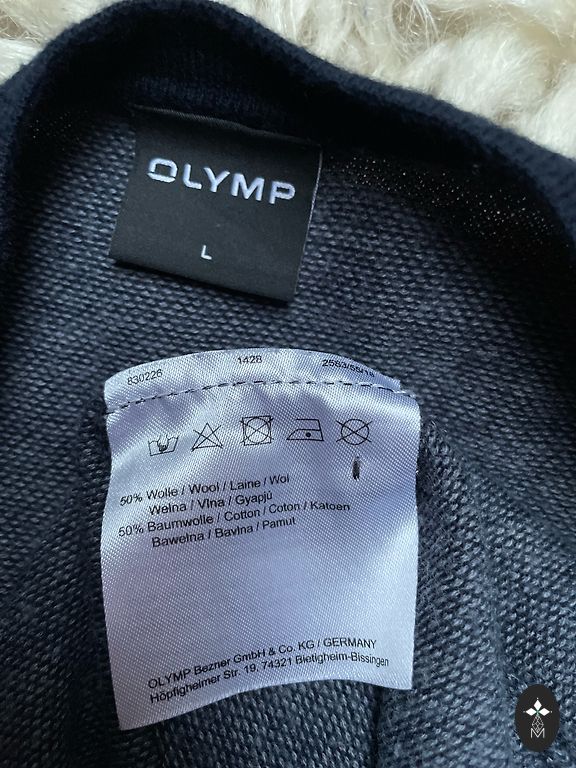 OLYMP
L
830226 1428
50% Wolle / Wool / Laine / Wol
Wełna / Vlna / Gyapjú
50% Baumwolle / Cotton / Coton / Katoen
Bawełna / Bavlna / Pamut
OLYMP Bezner GmbH & Co. KG / GERMANY
Höpfigheimer Str. 19, 74321 Bietigheim-Bissingen
M